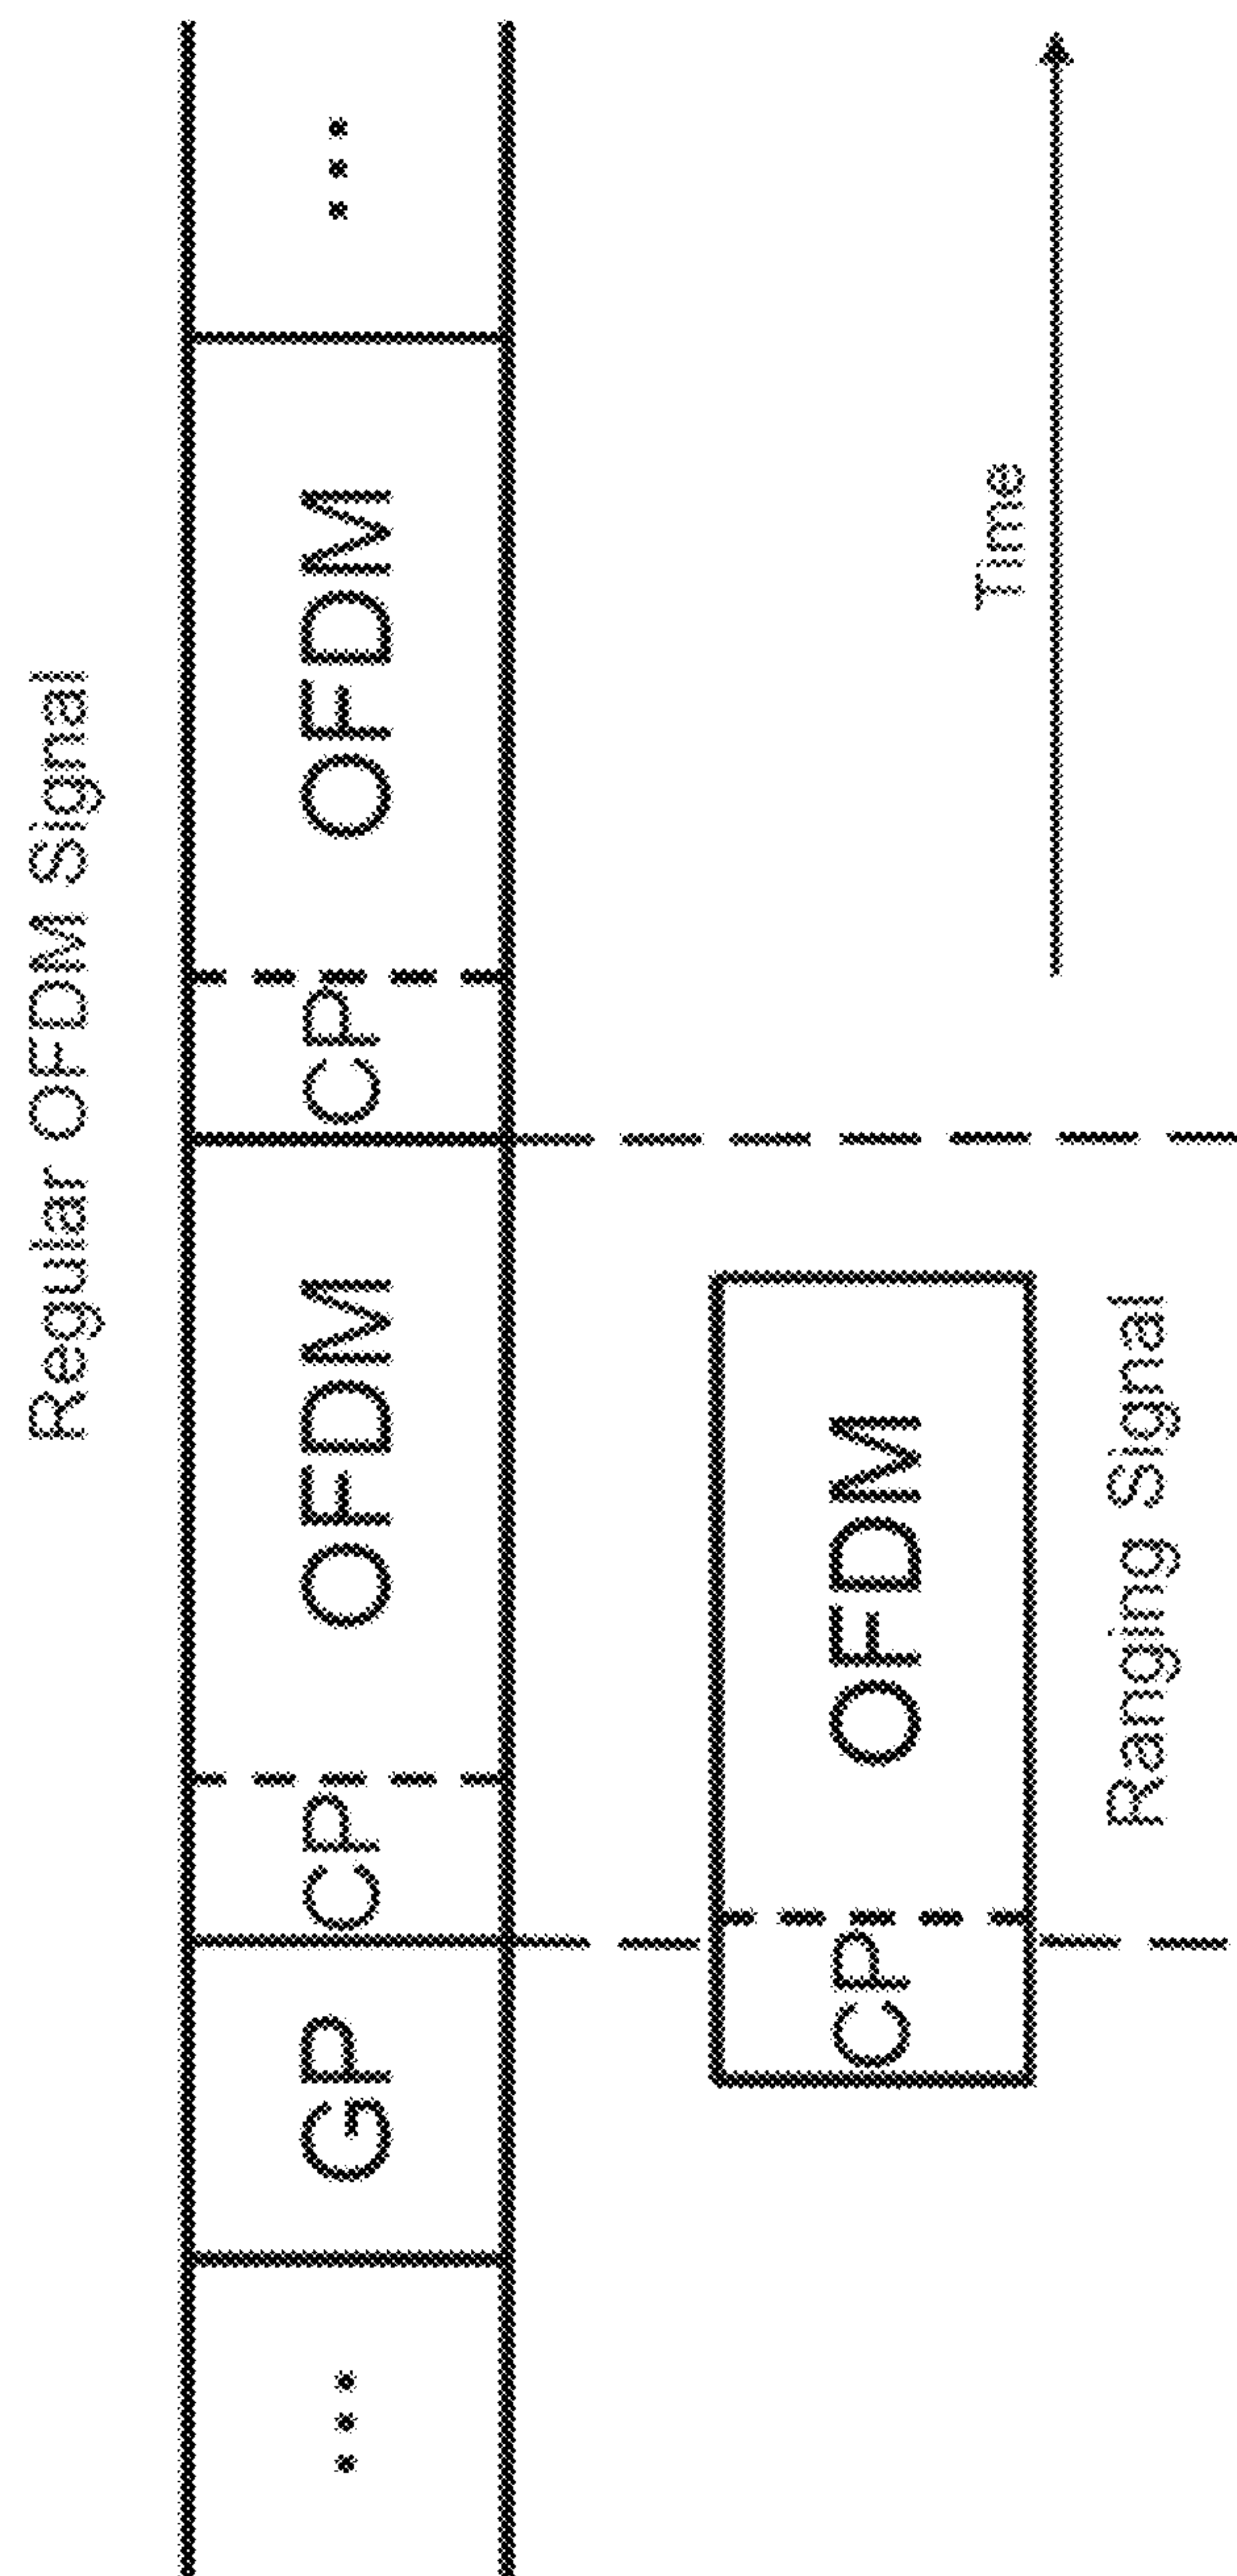 Regular OFDM Signal
... GP CP OFDM CP OFDM ...
Time
CP OFDM
Ranging Signal